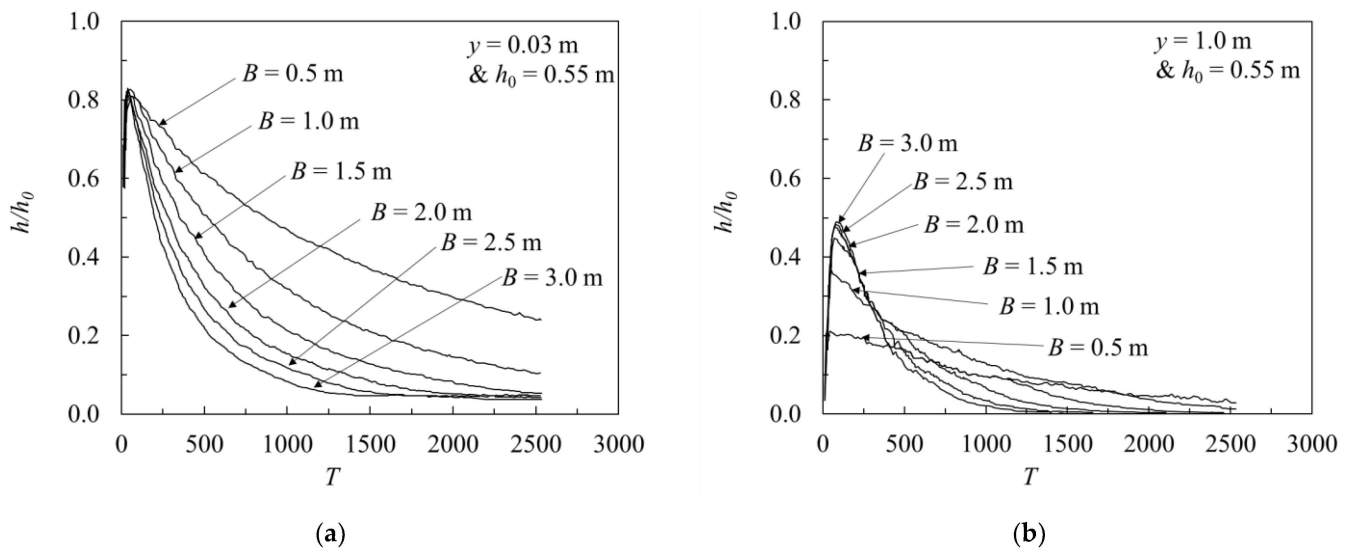 1.0
0.8
0.6
0.4
0.2
0.0
h/h₀
y = 0.03 m
& h₀ = 0.55 m
B = 0.5 m
B = 1.0 m
B = 1.5 m
B = 2.0 m
B = 2.5 m
B = 3.0 m
0 500 1000 1500 2000 2500 3000
T
(a)
1.0
0.8
0.6
0.4
0.2
0.0
h/h₀
y = 1.0 m
& h₀ = 0.55 m
B = 3.0 m
B = 2.5 m
B = 2.0 m
B = 1.5 m
B = 1.0 m
B = 0.5 m
0 500 1000 1500 2000 2500 3000
T
(b)